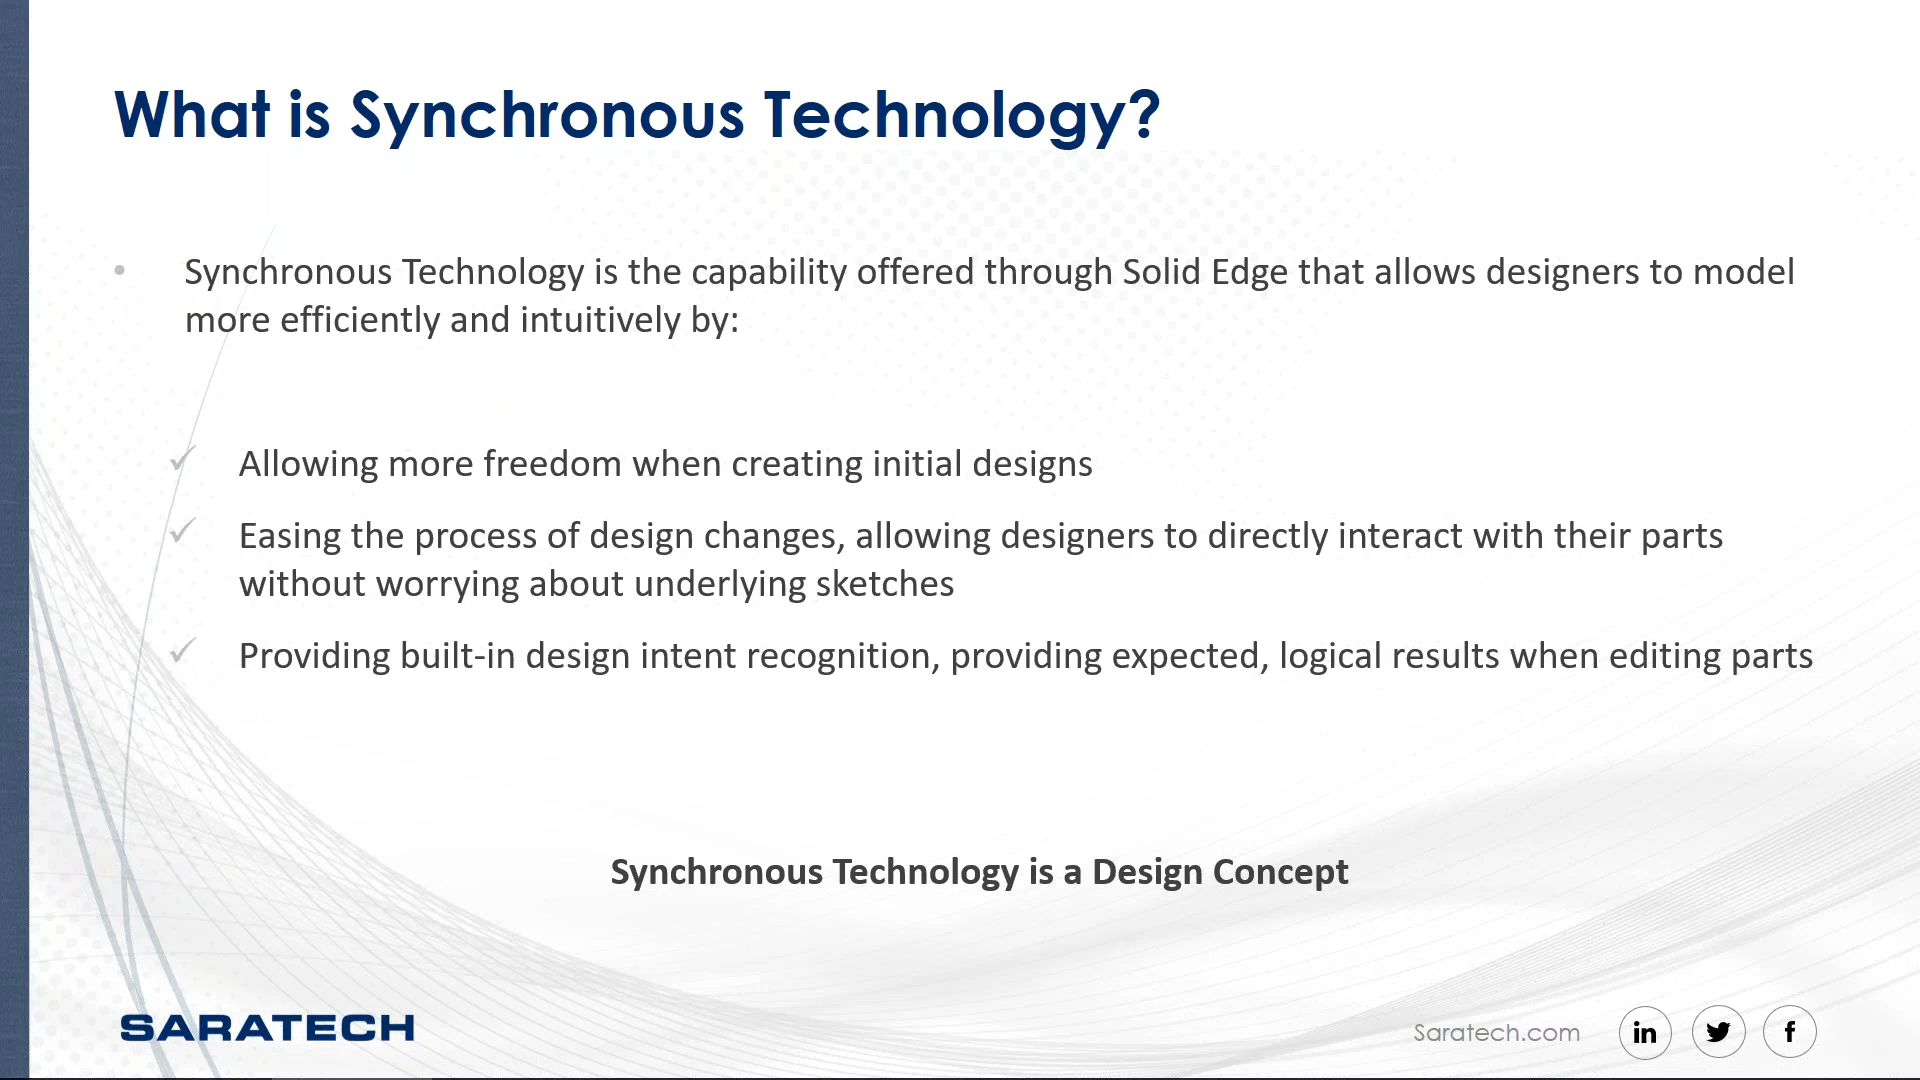 What is Synchronous Technology?
• Synchronous Technology is the capability offered through Solid Edge that allows designers to model
more efficiently and intuitively by:
✓ Allowing more freedom when creating initial designs
✓ Easing the process of design changes, allowing designers to directly interact with their parts
without worrying about underlying sketches
✓ Providing built-in design intent recognition, providing expected, logical results when editing parts
Synchronous Technology is a Design Concept
SARATECH
Saratech.com in f